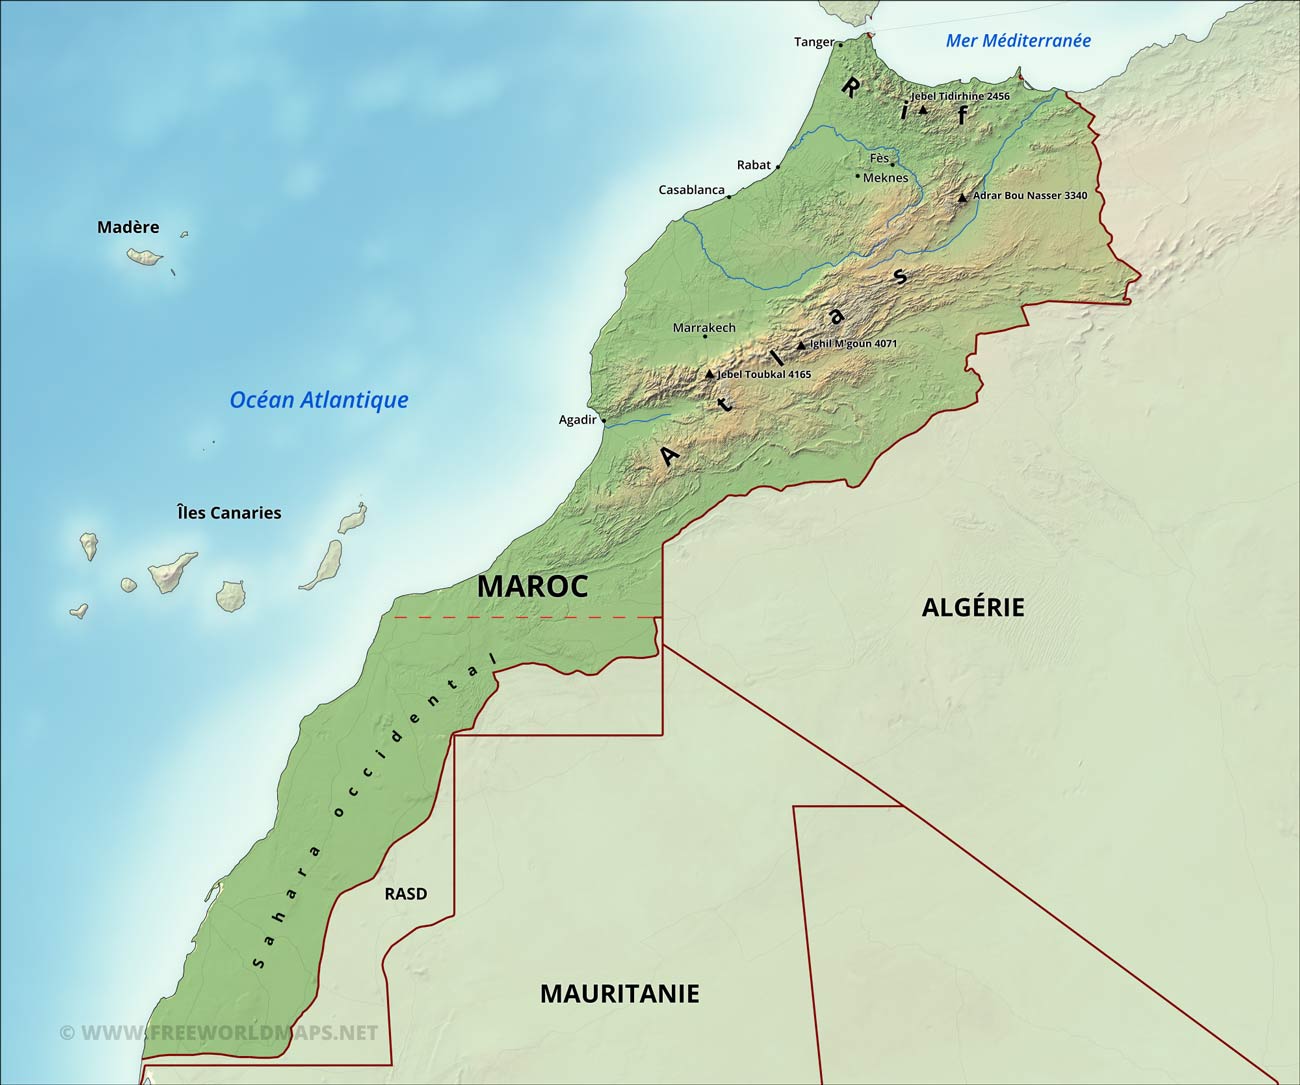 Tanger
Mer Méditerranée
Rif
Jebel Tidirhine 2456
Rabat
Fès
Meknes
Casablanca
Adrar Bou Nasser 3340
Madère
Marrakech
Ighil M'goun 4071
Jebel Toubkal 4165
Atlas
Océan Atlantique
Agadir
Îles Canaries
MAROC
ALGÉRIE
Sahara occidental
RASD
MAURITANIE
© WWW.FREEWORLDMAPS.NET